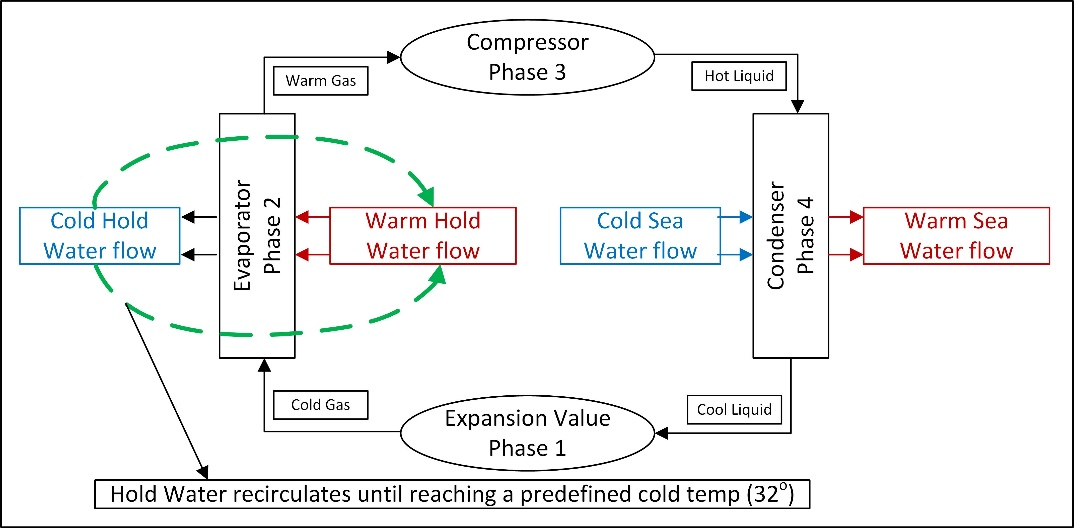 Compressor
Phase 3
Warm Gas
Hot Liquid
Evaporator
Phase 2
Condenser
Phase 4
Cold Hold
Water flow
Warm Hold
Water flow
Cold Sea
Water flow
Warm Sea
Water flow
Cold Gas
Cool Liquid
Expansion Value
Phase 1
Hold Water recirculates until reaching a predefined cold temp (32°)